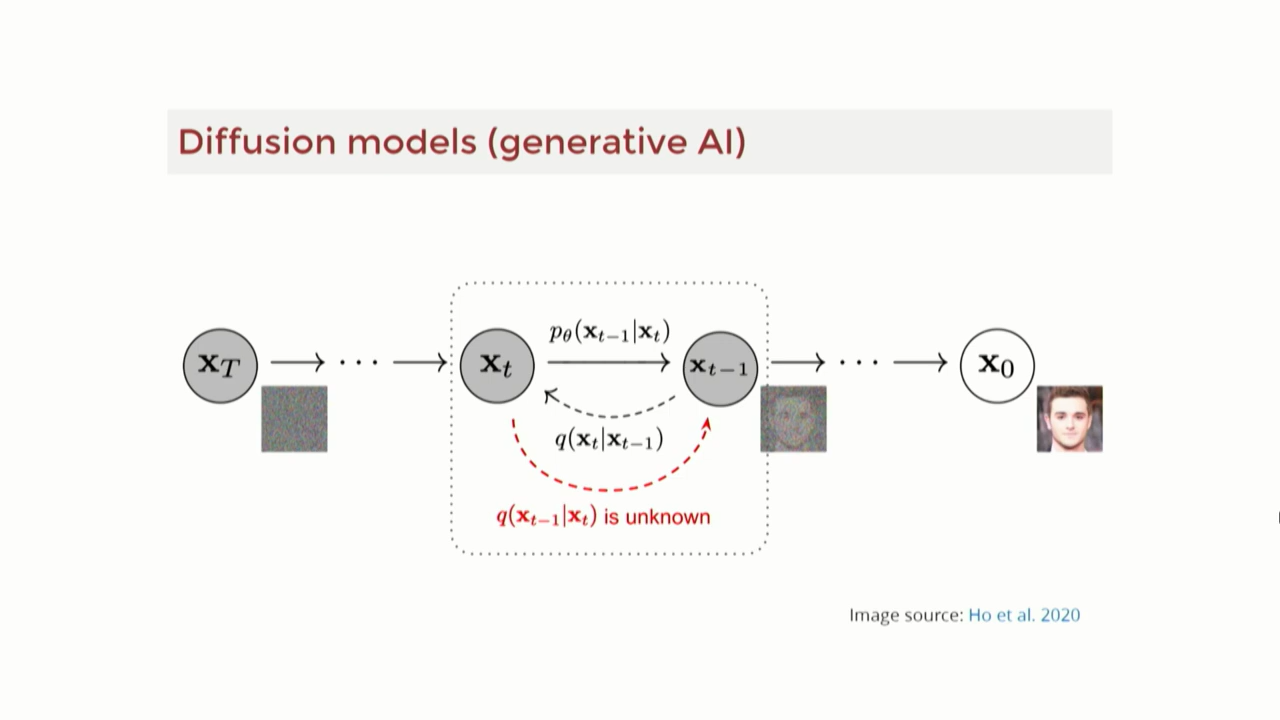 Diffusion models (generative AI)
x_T → ··· → x_t p_θ(x_{t−1}|x_t) x_{t−1} → ··· → x_0
q(x_t|x_{t−1})
q(x_{t−1}|x_t) is unknown
Image source: Ho et al. 2020